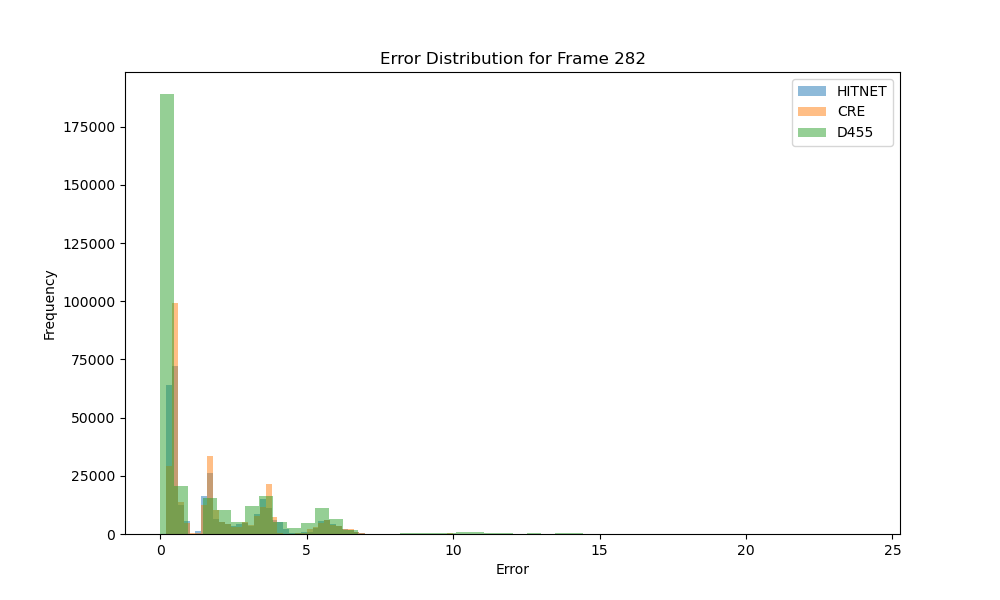 Error Distribution for Frame 282
HITNET
CRE
D455
175000
150000
125000
100000
75000
50000
25000
0
Frequency
0 5 10 15 20 25
Error